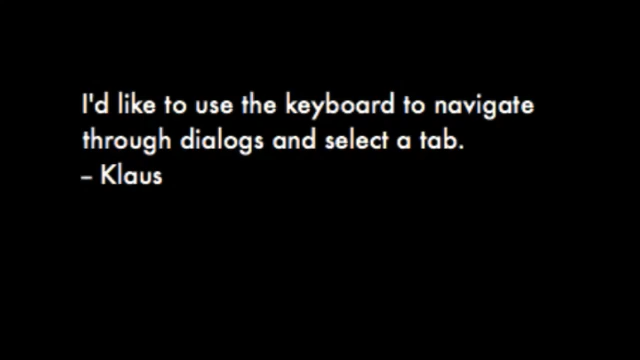 I'd like to use the keyboard to navigate
through dialogs and select a tab.
– Klaus